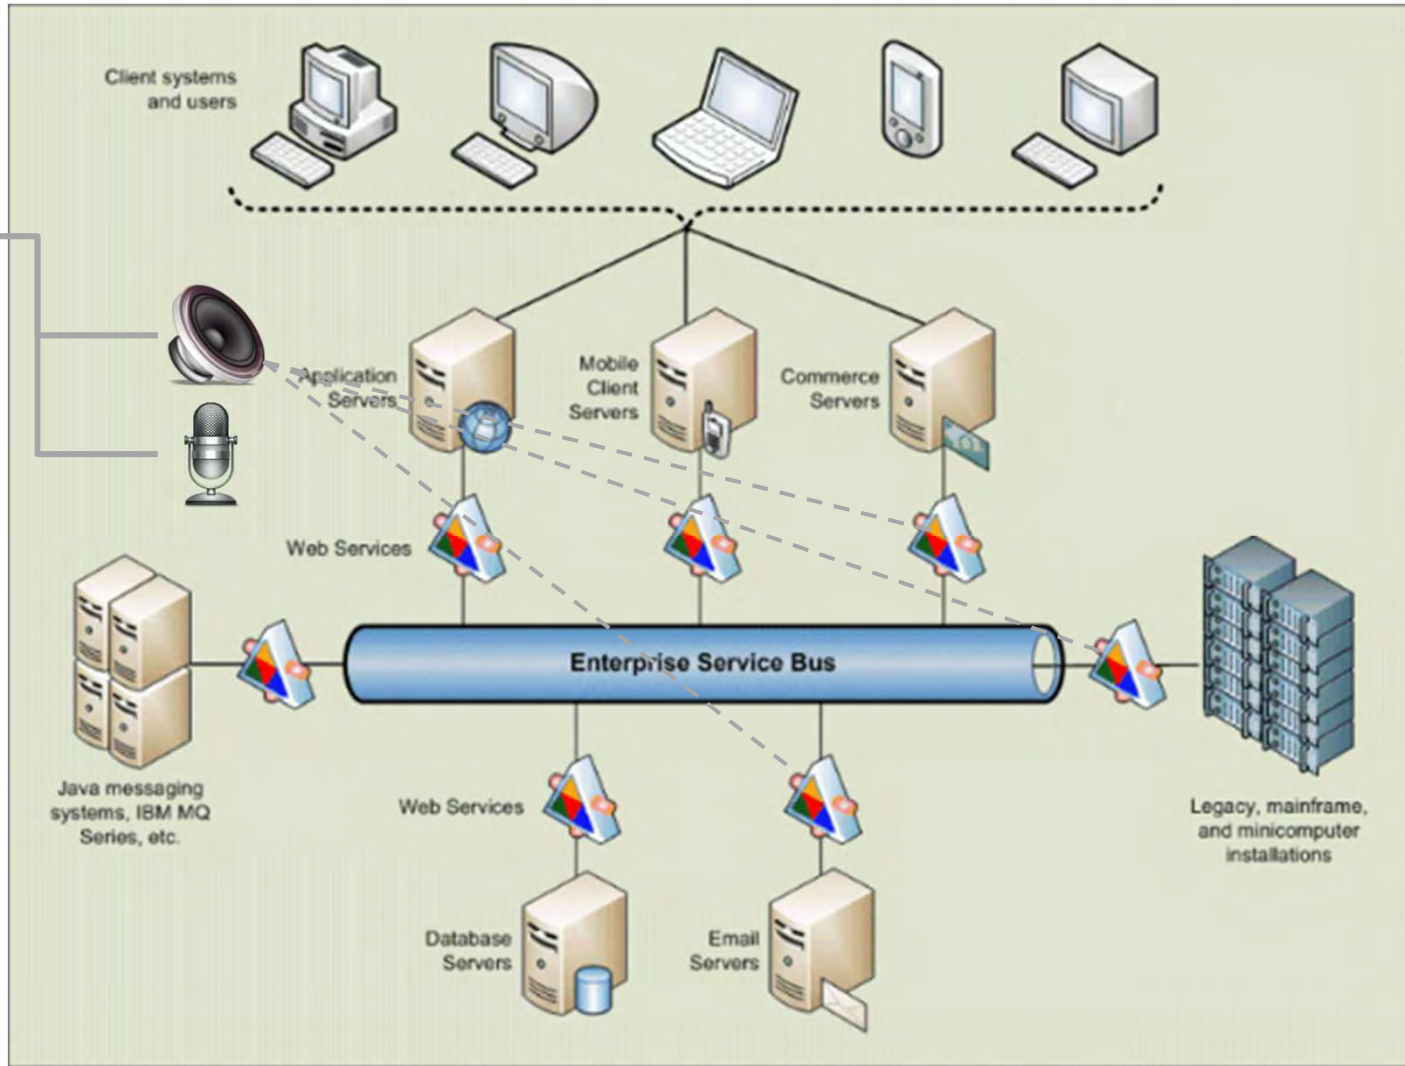 Client systems
and users
Application
Servers
Mobile
Client
Servers
Commerce
Servers
Web Services
Enterprise Service Bus
Java messaging
systems, IBM MQ
Series, etc.
Web Services
Legacy, mainframe,
and minicomputer
installations
Database
Servers
Email
Servers